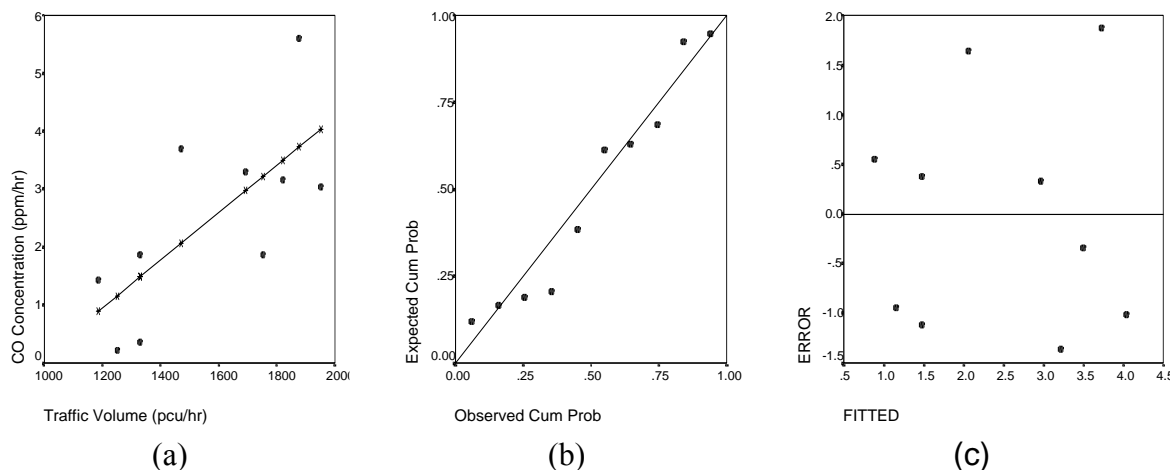 CO Concentration (ppm/hr)
6
5
4
3
2
1
0
1000 1200 1400 1600 1800 200
Traffic Volume (pcu/hr)
(a)
Expected Cum Prob
1.00
.75
.50
.25
0.00
0.00 .25 .50 .75 1.00
Observed Cum Prob
(b)
ERROR
2.0
1.5
1.0
.5
0.0
-.5
-1.0
-1.5
.5 1.0 1.5 2.0 2.5 3.0 3.5 4.0 4.5
FITTED
(c)